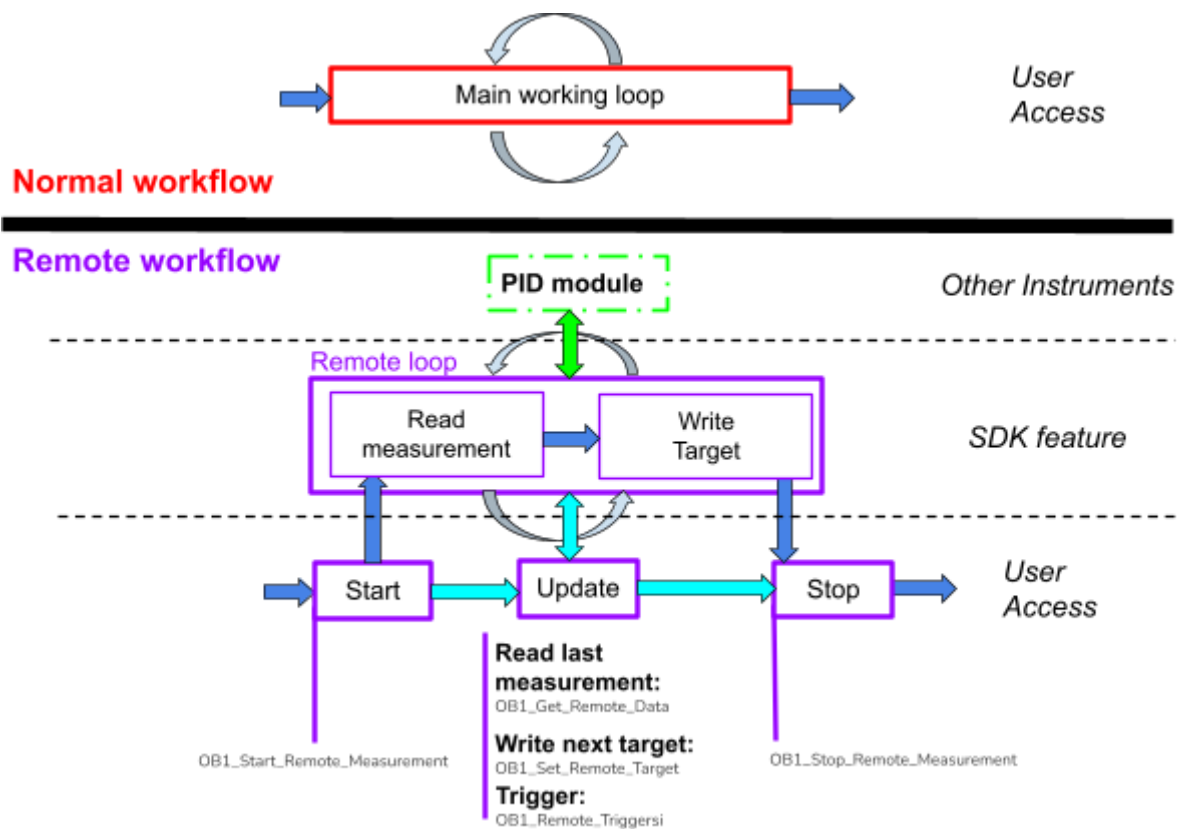 Main working loop
User
Access
Normal workflow
Remote workflow
PID module
Other Instruments
Remote loop
Read
measurement
Write
Target
SDK feature
Start
Update
Stop
User
Access
Read last
measurement:
OB1_Get_Remote_Data
Write next target:
OB1_Set_Remote_Target
Trigger:
OB1_Remote_Triggersi
OB1_Start_Remote_Measurement
OB1_Stop_Remote_Measurement